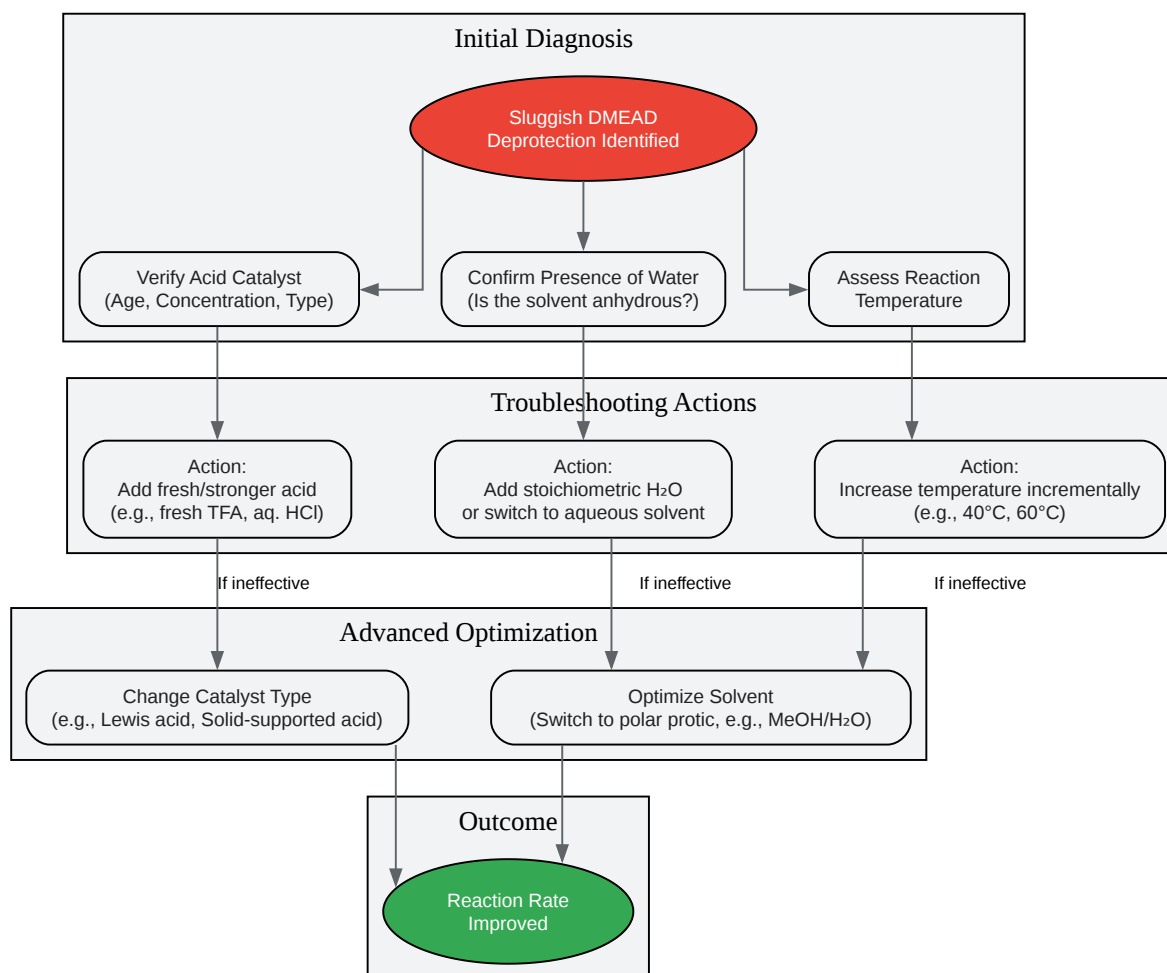 Initial Diagnosis
Sluggish DMEAD
Deprotection Identified
Verify Acid Catalyst
(Age, Concentration, Type)
Confirm Presence of Water
(Is the solvent anhydrous?)
Assess Reaction
Temperature
Troubleshooting Actions
Action:
Add fresh/stronger acid
(e.g., fresh TFA, aq. HCl)
Action:
Add stoichiometric H₂O
or switch to aqueous solvent
Action:
Increase temperature incrementally
(e.g., 40°C, 60°C)
If ineffective
If ineffective
If ineffective
Advanced Optimization
Change Catalyst Type
(e.g., Lewis acid, Solid-supported acid)
Optimize Solvent
(Switch to polar protic, e.g., MeOH/H₂O)
Outcome
Reaction Rate
Improved